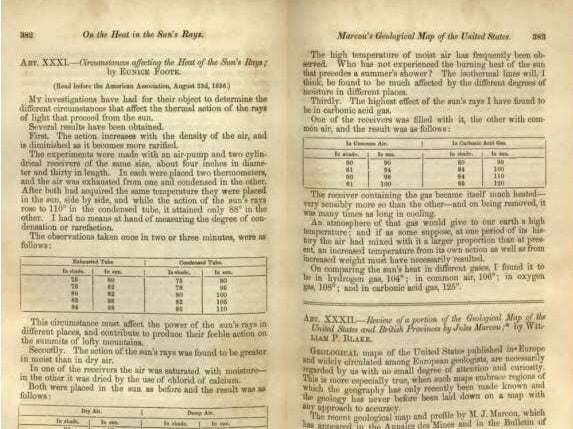 382 On the Heat in the Sun's Rays.
ART. XXXI.—Circumstances affecting the Heat of the Sun's Rays;
by EUNICE FOOTE.
(Read before the American Association, August 23d, 1856.)
MY investigations have had for their object to determine the
different circumstances that affect the thermal action of the rays
of light that proceed from the sun.
Several results have been obtained.
First. The action increases with the density of the air, and
is diminished as it becomes more rarified.
The experiments were made with an air-pump and two cylin-
drical receivers of the same size, about four inches in diame-
ter and thirty in length. In each were placed two thermometers,
and the air was exhausted from one and condensed in the other.
After both had acquired the same temperature they were placed
in the sun, side by side, and while the action of the sun's rays
rose to 110° in the condensed tube, it attained only 88° in the
other. I had no means at hand of measuring the degree of con-
densation or rarefaction.
The observations taken once in two or three minutes, were as
follows:
Exhausted Tube Condensed Tube.
In shade. In sun. In shade. In sun.
75 80 75 80
76 82 78 95
80 82 80 100
83 86 82 105
84 88 85 110
This circumstance must affect the power of the sun's rays in
different places, and contribute to produce their feeble action on
the summits of lofty mountains.
Secondly. The action of the sun's rays was found to be greater
in moist than in dry air.
In one of the receivers the air was saturated with moisture—
in the other it was dried by the use of chlorid of calcium.
Both were placed in the sun as before and the result was as
follows:
Dry Air. Damp Air.
In shade. In sun. In shade. In sun.
Marcou's Geological Map of the United States. 383
The high temperature of moist air has frequently been ob-
served. Who has not experienced the burning heat of the sun
that precedes a summer's shower? The isothermal lines will, I
think, be found to be much affected by the different degrees of
moisture in different places.
Thirdly. The highest effect of the sun's rays I have found to
be in carbonic acid gas.
One of the receivers was filled with it, the other with com-
mon air, and the result was as follows:
In Common Air. In Carbonic Acid Gas.
In shade. In sun. In shade. In sun.
80 90 80 90
81 94 84 100
80 99 84 110
81 100 85 120
The receiver containing the gas became itself much heated—
very sensibly more so than the other—and on being removed, it
was many times as long in cooling.
An atmosphere of that gas would give to our earth a high
temperature; and if as some suppose, at one period of its his-
tory the air had mixed with it a larger proportion than at pres-
ent, an increased temperature from its own action as well as from
increased weight must have necessarily resulted.
On comparing the sun's heat in different gases, I found it to
be in hydrogen gas, 104°; in common air, 106°; in oxygen
gas, 108°; and in carbonic acid gas, 125°.
ART. XXXII.—Review of a portion of the Geological Map of the
United States and British Provinces by Jules Marcou;* by WIL-
LIAM P. BLAKE.
GEOLOGICAL maps of the United States published in Europe
and widely circulated among European geologists, are necessarily
regarded by us with no small degree of attention and curiosity.
This is more especially true, when such maps embrace regions of
which the geography has only recently been made known and
the geology has never before been laid down on a map with
any approach to accuracy.
The recent geological map and profile by M. J. Marcou, which
has appeared in the Annales des Mines and in the Bulletin of